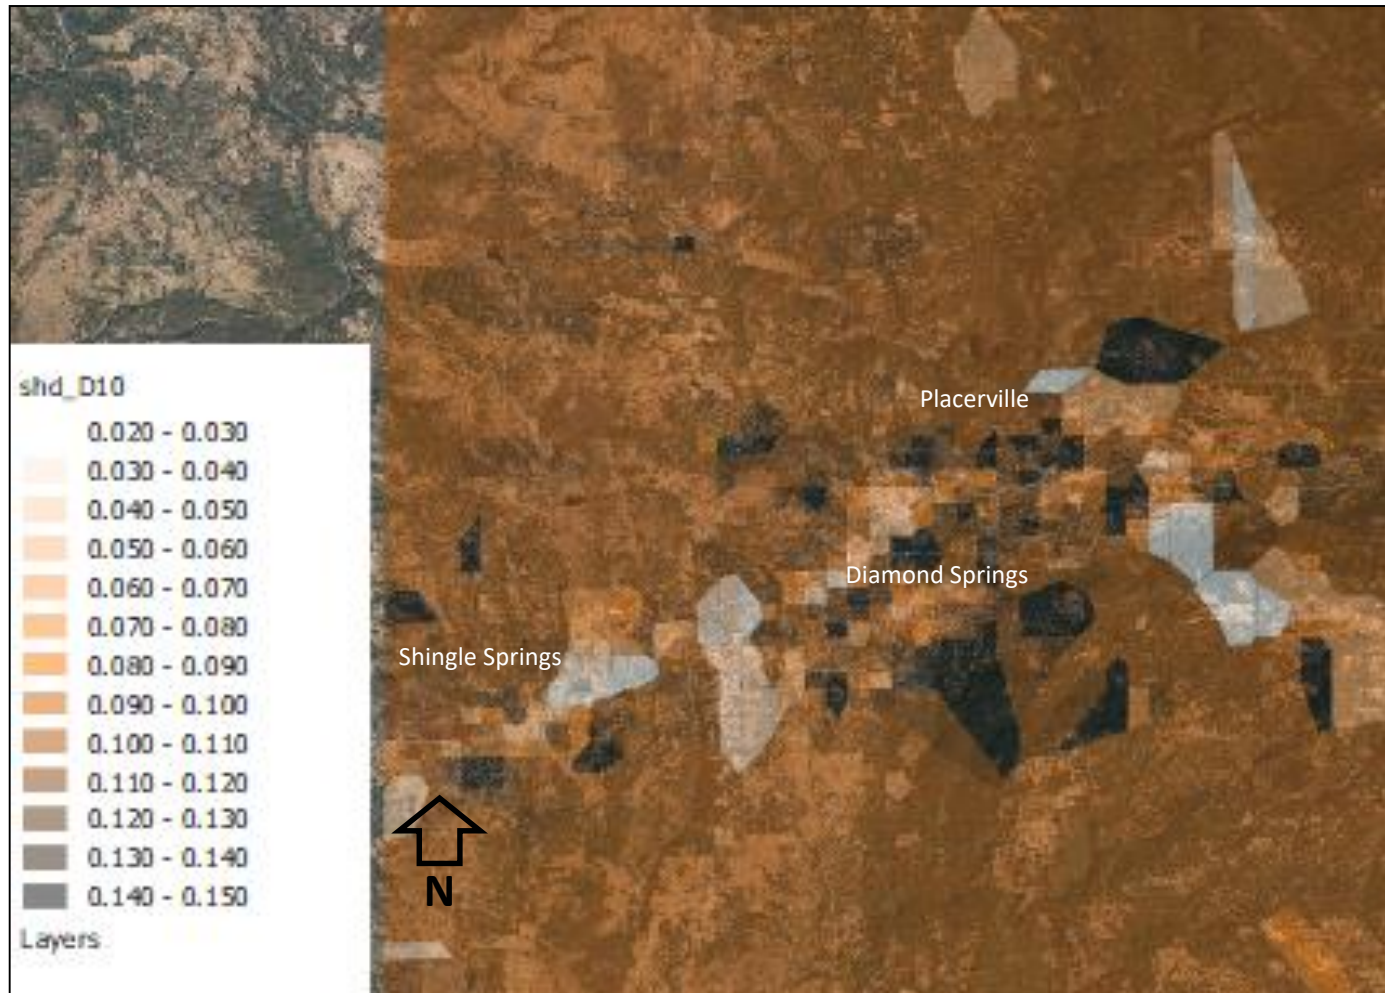 shd_D10
0.020 - 0.030
0.030 - 0.040
0.040 - 0.050
0.050 - 0.060
0.060 - 0.070
0.070 - 0.080
0.080 - 0.090
0.090 - 0.100
0.100 - 0.110
0.110 - 0.120
0.120 - 0.130
0.130 - 0.140
0.140 - 0.150
Layers
Placerville
Diamond Springs
Shingle Springs
N